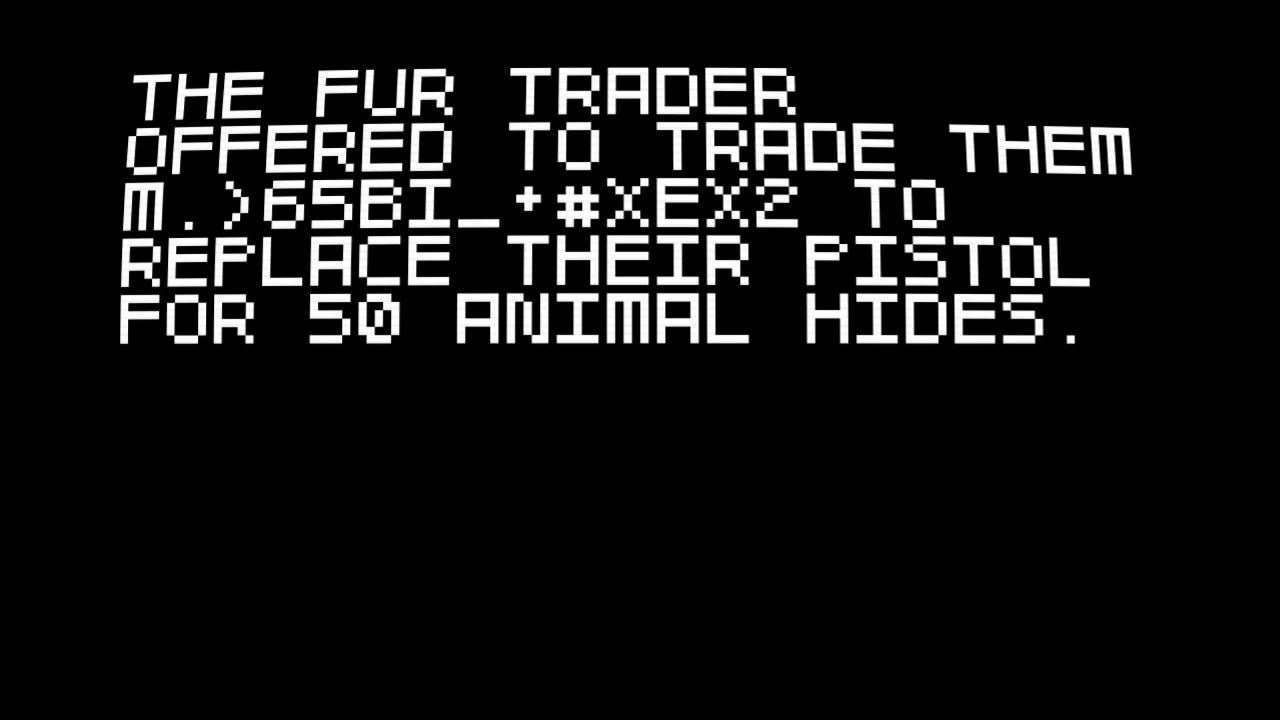 THE FUR TRADER
OFFERED TO TRADE THEM
M.>65BI_+#XEX2 TO
REPLACE THEIR PISTOL
FOR 50 ANIMAL HIDES.